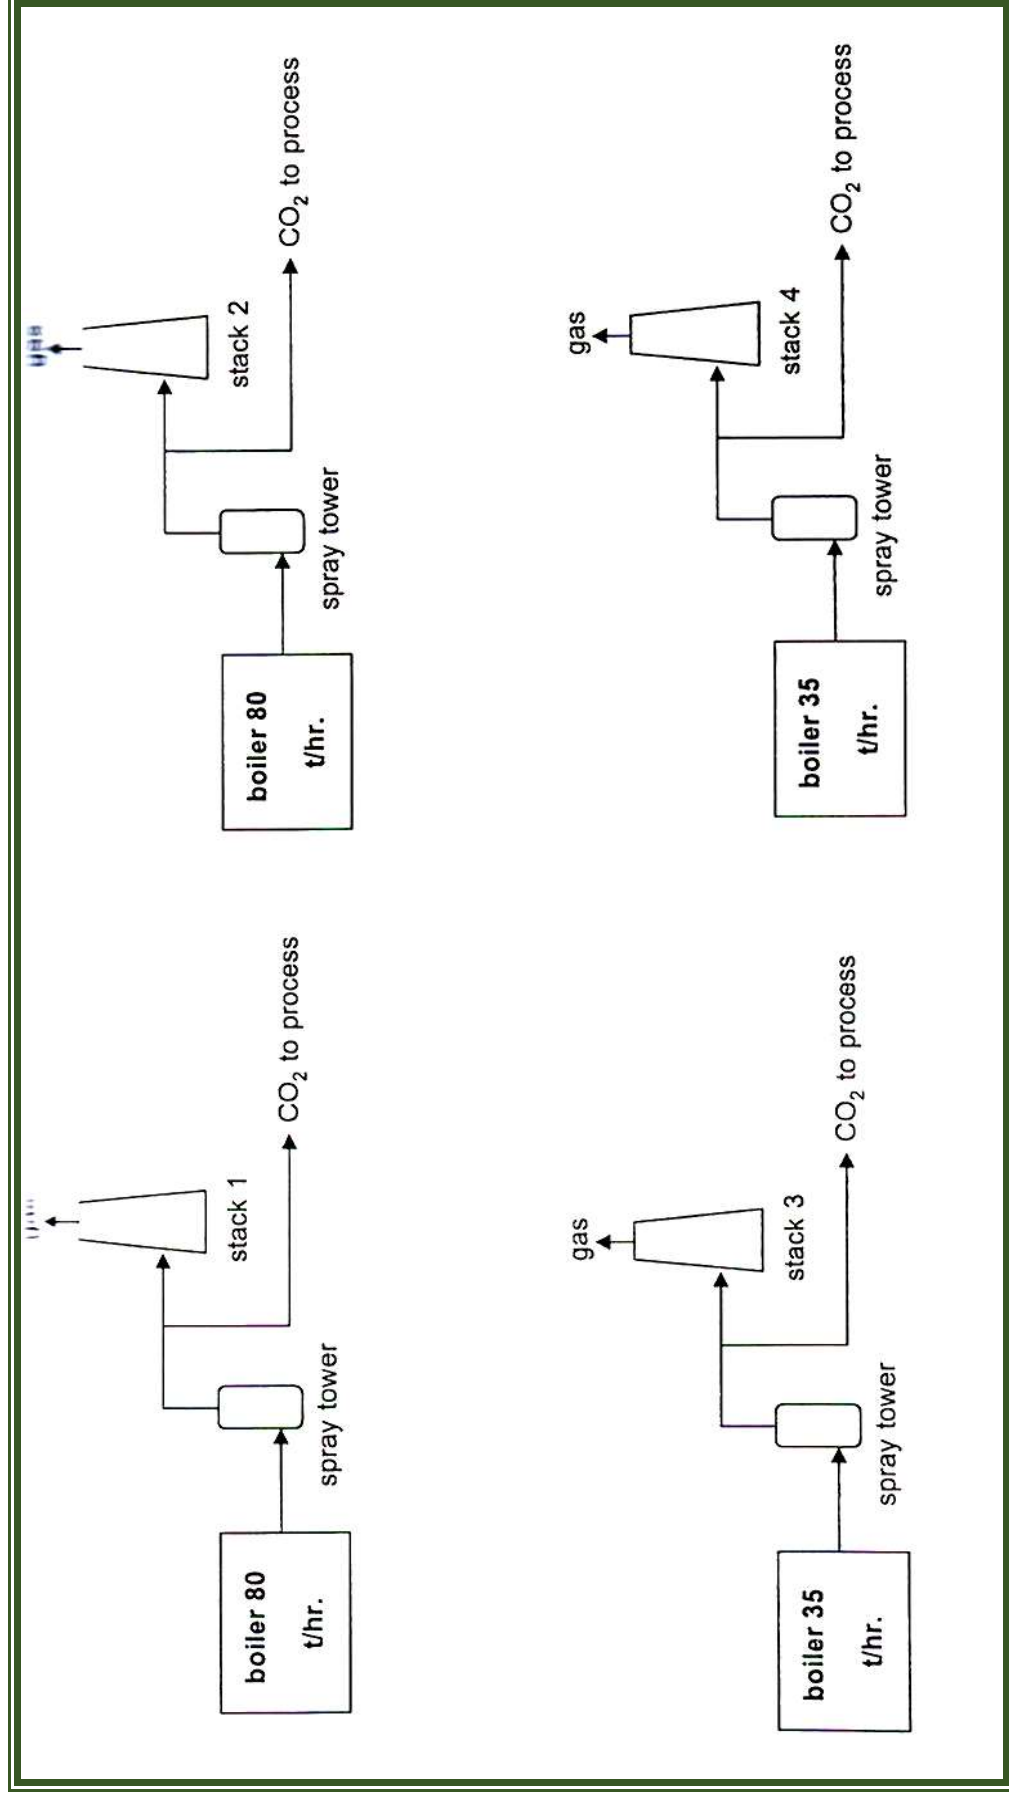 boiler 80
t/hr.
spray tower
stack 1
CO₂ to process
boiler 80
t/hr.
spray tower
stack 2
CO₂ to process
boiler 35
t/hr.
spray tower
gas
stack 3
CO₂ to process
boiler 35
t/hr.
spray tower
gas
stack 4
CO₂ to process